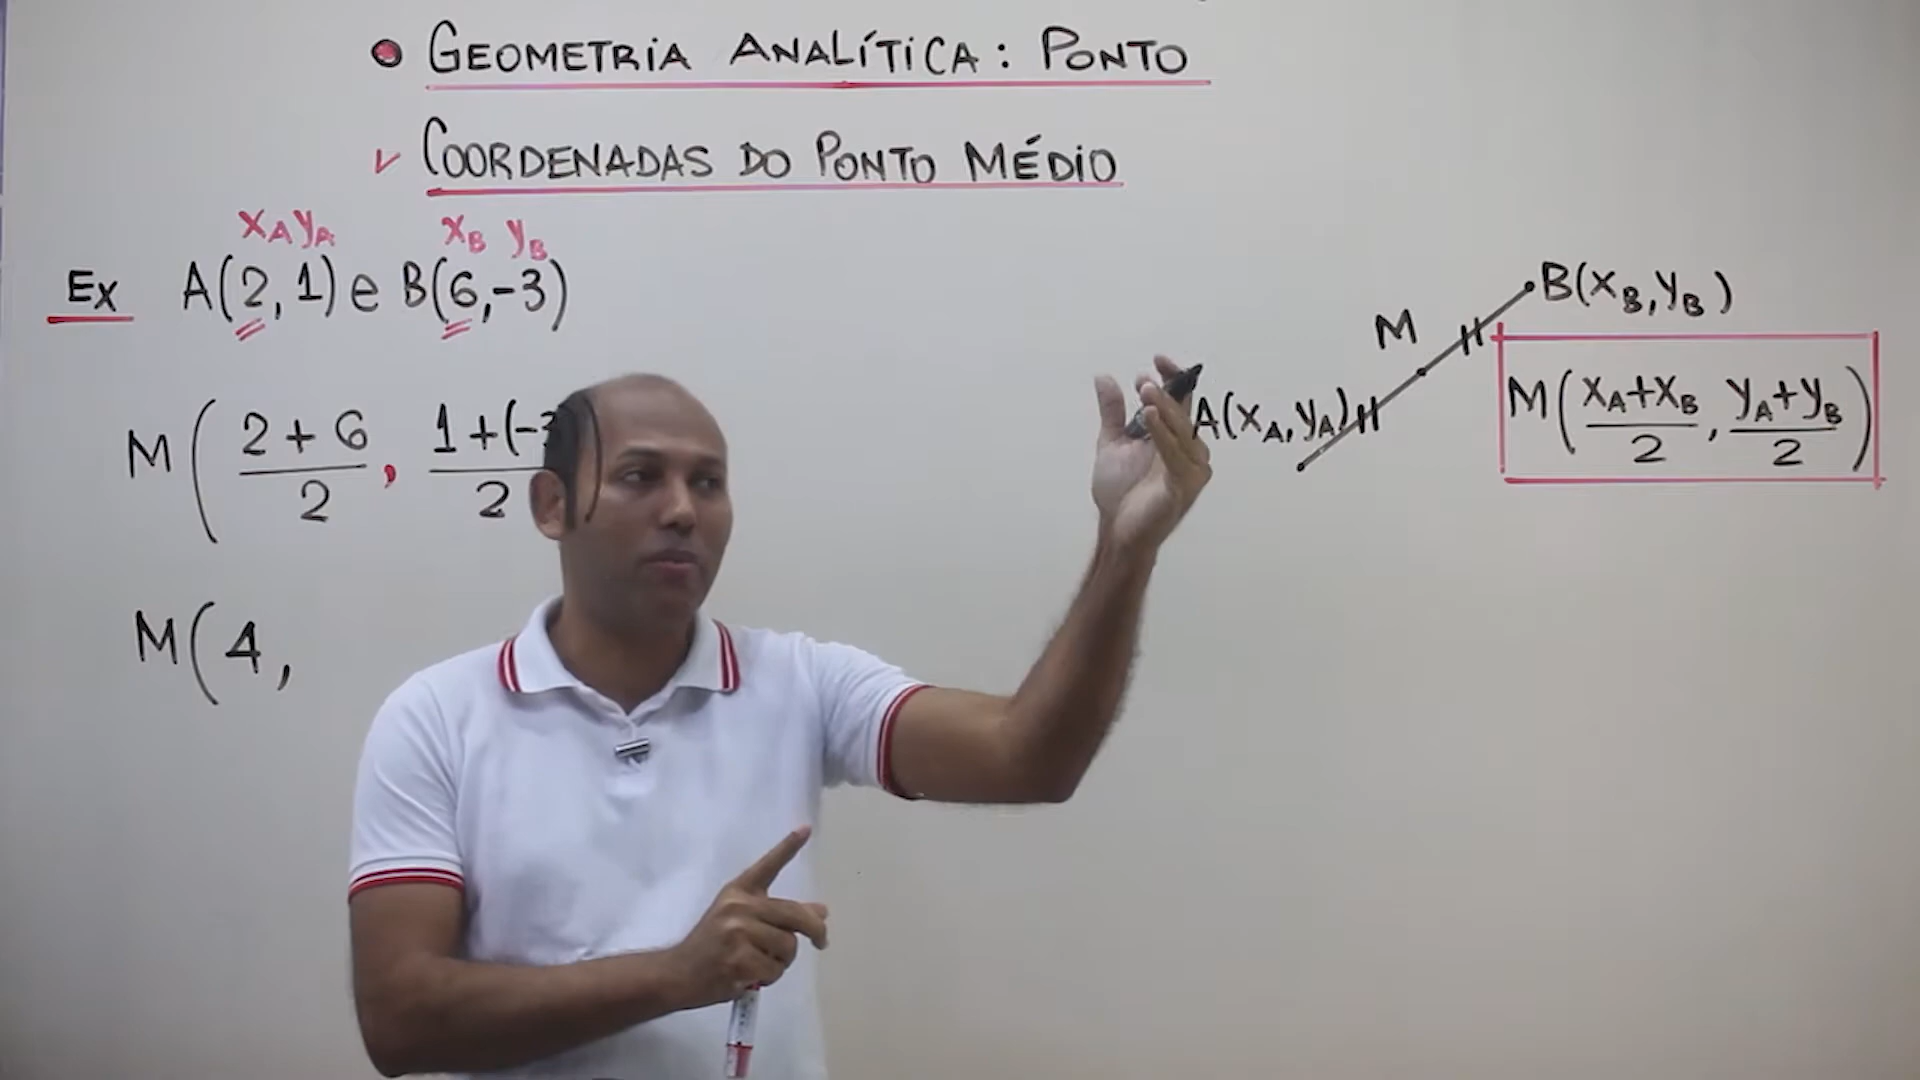 GEOMETRIA ANALÍTICA: PONTO
✓ COORDENADAS DO PONTO MÉDIO
xA yA xB yB
Ex A(2, 1) e B(6, -3)
M( 2 + 6 / 2 , 1 + (-3 / 2
M( 4 ,
B(xB, yB)
M
A(xA, yA)
M( xA + xB / 2 , yA + yB / 2 )